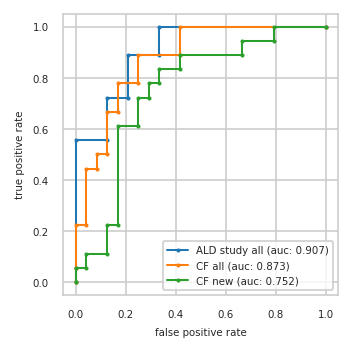 1.0
0.8
0.6
0.4
0.2
0.0
true positive rate
ALD study all (auc: 0.907)
CF all (auc: 0.873)
CF new (auc: 0.752)
0.0 0.2 0.4 0.6 0.8 1.0
false positive rate